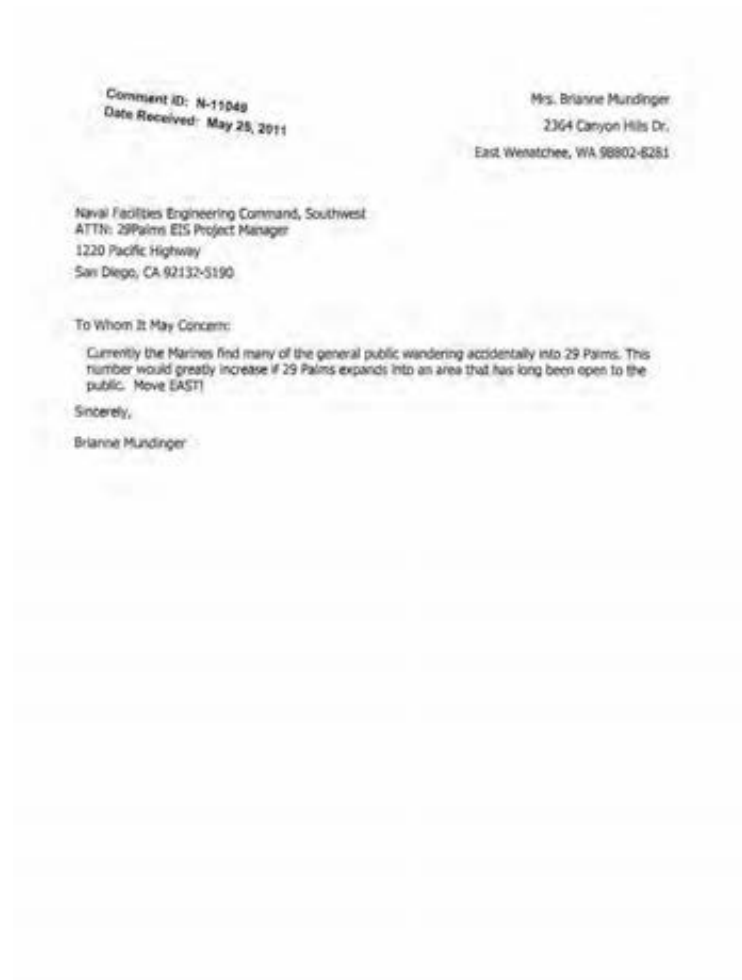 Comment ID: N-11049
Date Received: May 25, 2011
Mrs. Brianne Mundinger
2364 Canyon Hills Dr.
East Wenatchee, WA 98802-8281
Naval Facilities Engineering Command, Southwest
ATTN: 29Palms EIS Project Manager
1220 Pacific Highway
San Diego, CA 92132-5190
To Whom It May Concern:
Currently the Marines find many of the general public wandering accidentally into 29 Palms. This
number would greatly increase if 29 Palms expands into an area that has long been open to the
public. Move EAST!
Sincerely,
Brianne Mundinger